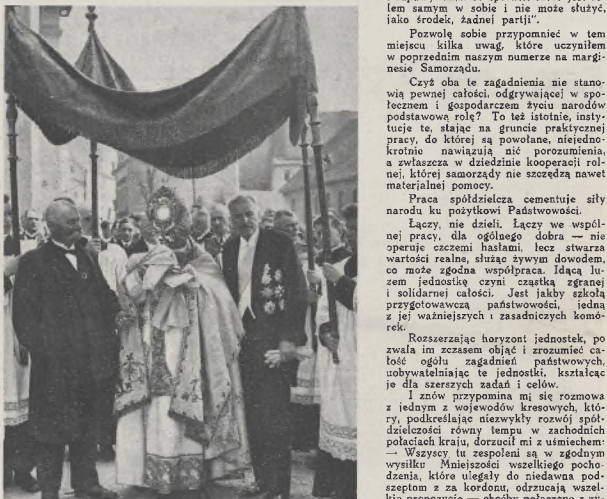 lem samym w sobie i nie może służyć,
jako środek, żadnej partji".
Pozwolę sobie przypomnieć w tem
miejscu kilka uwag, które uczyniłem
w poprzednim naszym numerze na margi-
nesie Samorządu.
Czyż oba te zagadnienia nie stano-
wią pewnej całości, odgrywającej w spo-
łecznem i gospodarczem życiu narodów
podstawową rolę? To też istotnie, insty-
tucje te, stając na gruncie praktycznej
pracy, do której są powołane, niejedno-
krotnie nawiązują nić porozumienia,
a zwłaszcza w dziedzinie kooperacji rol-
nej, której samorządy nie szczędzą nawet
materjalnej pomocy.
Praca spółdzielcza cementuje siły
narodu ku pożytkowi Państwowości.
Łączy, nie dzieli. Łączy we wspól-
nej pracy, dla ogólnego dobra — nie
operuje czczemi hasłami, lecz stwarza
wartości realne, służąc żywym dowodem,
co może zgodna współpraca. Idącą lu-
zem jednostkę czyni cząstką zgranej
i solidarnej całości. Jest jakby szkołą
przygotowawczą państwowości, jedną
z jej ważniejszych i zasadniczych komó-
rek.
Rozszerzając horyzont jednostek, po
zwala im zczasem objąć i zrozumieć ca-
łość ogółu zagadnień państwowych,
uobywatelniając te jednostki, kształcąc
je dla szerszych zadań i celów.
I znów przypomina mi się rozmowa
z jednym z wojewodów kresowych, któ-
ry, podkreślając niezwykły rozwój spół-
dzielczości równy tempu w zachodnich
połaciach kraju, dorzucił mi z uśmiechem:
— Wszyscy tu zespoleni są w zgodnym
wysiłku Mniejszości wszelkiego pocho-
dzenia, które ulegały do niedawna pod-
szeptom z za kordonu, odrzucają wszel-